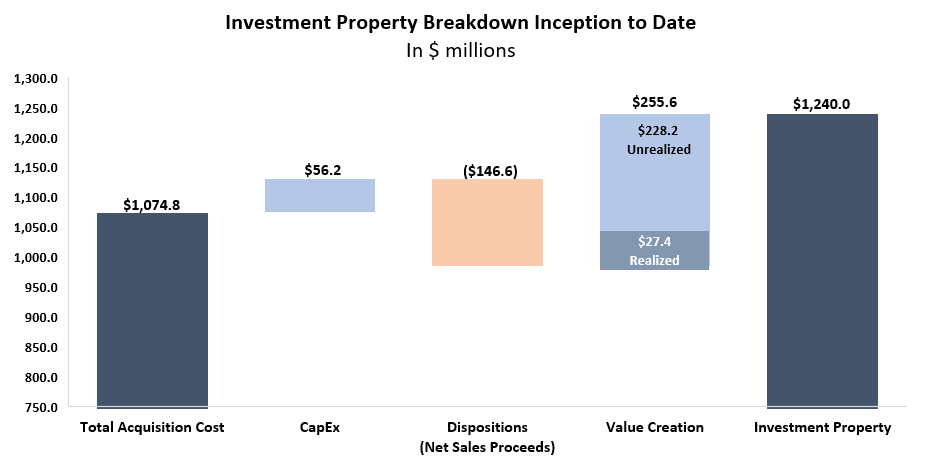 Investment Property Breakdown Inception to Date
In $ millions
1,300.0
1,250.0
1,200.0
1,150.0
1,100.0
1,050.0
1,000.0
950.0
900.0
850.0
800.0
750.0
$1,074.8
$56.2
($146.6)
$255.6
$228.2
Unrealized
$27.4
Realized
$1,240.0
Total Acquisition Cost
CapEx
Dispositions
(Net Sales Proceeds)
Value Creation
Investment Property